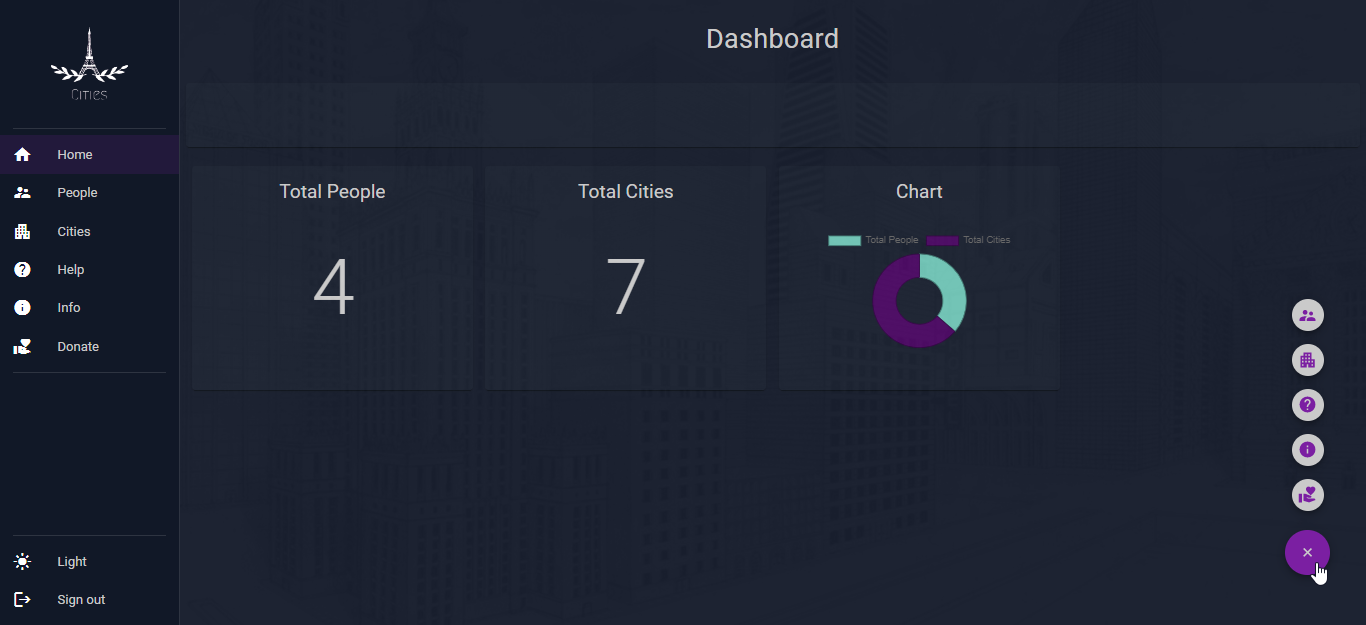 Cities
Home
People
Cities
Help
Info
Donate
Light
Sign out
Dashboard
Total People
4
Total Cities
7
Chart
Total People Total Cities